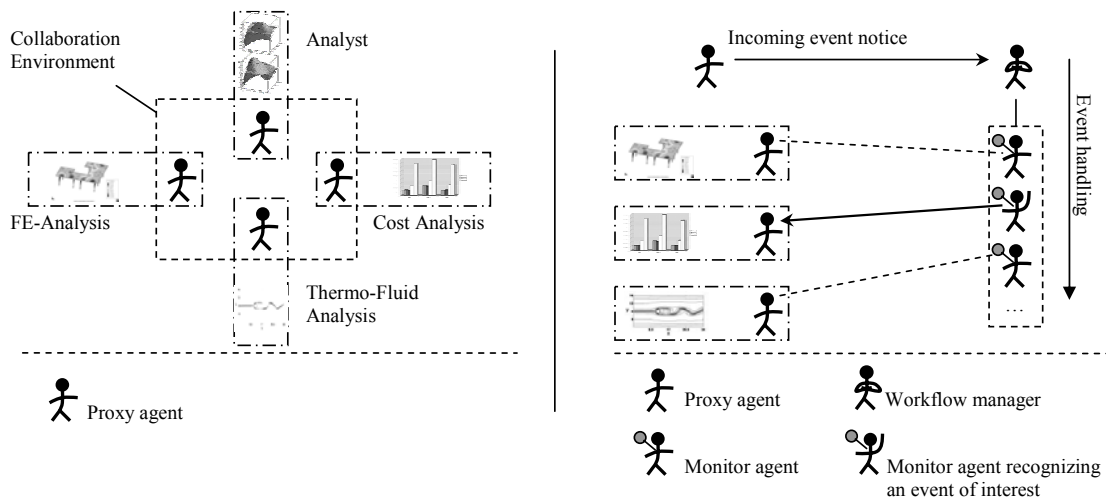 Collaboration
Environment
Analyst
FE-Analysis
Cost Analysis
Thermo-Fluid
Analysis
Proxy agent
Incoming event notice
Event handling
...
Proxy agent
Workflow manager
Monitor agent
Monitor agent recognizing
an event of interest